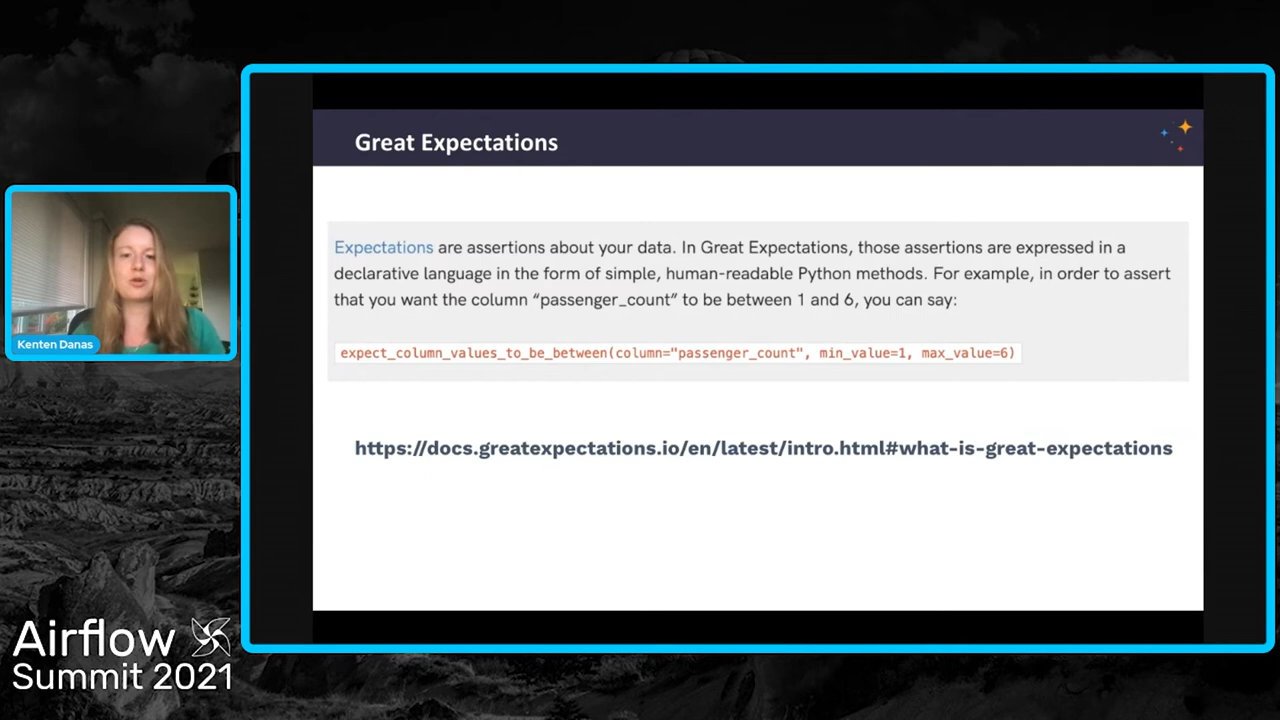 Great Expectations
Expectations are assertions about your data. In Great Expectations, those assertions are expressed in a
declarative language in the form of simple, human-readable Python methods. For example, in order to assert
that you want the column “passenger_count” to be between 1 and 6, you can say:
expect_column_values_to_be_between(column="passenger_count", min_value=1, max_value=6)
https://docs.greatexpectations.io/en/latest/intro.html#what-is-great-expectations
Kenten Danas
Airflow
Summit 2021